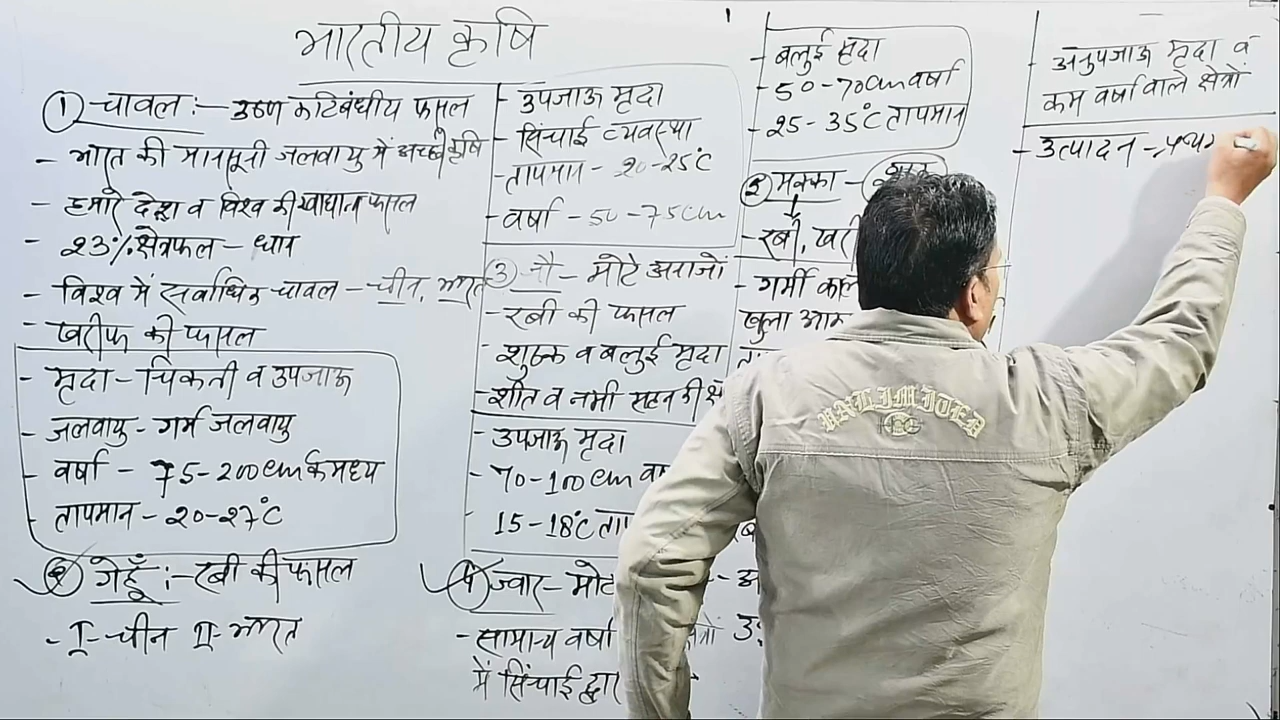 भारतीय कृषि
① चावल :- उष्ण कटिबंधीय फसल
- भारत की मानसूनी जलवायु में अच्छी कृषि
- हमारे देश व विश्व की खाधान फसल
- 23% क्षेत्रफल - धान
- विश्व में सर्वाधिक चावल - चीन, भारत
- खरीफ की फसल
- मृदा - चिकनी व उपजाऊ
- जलवायु - गर्म जलवायु
- वर्षा - 75-200cm के मध्य
- तापमान - 20-27°C
② गेहूँ :- रबी की फसल
- I- चीन II- भारत
- उपजाऊ मृदा
- सिंचाई व्यवस्था
- तापमान - 20-25°C
- वर्षा - 50-75cm
③ जौ - मोटे अनाजों
- रबी की फसल
- शुष्क व बलुई मृदा
- शीत व नमी सहन की
- उपजाऊ मृदा
- 70-100cm
- 15-18°C
④ ज्वार - मोटे
- सामान्य वर्षा
में सिंचाई द्वारा
- बलुई मृदा
- 50-70cm वर्षा
- 25-35°C तापमान
⑤ मक्का -
- रबी, खरीफ
- गर्मी
खुला
- अनुपजाऊ मृदा व
कम वर्षा वाले क्षेत्रों
- उत्पादन - प्रथम
UNLIMITED